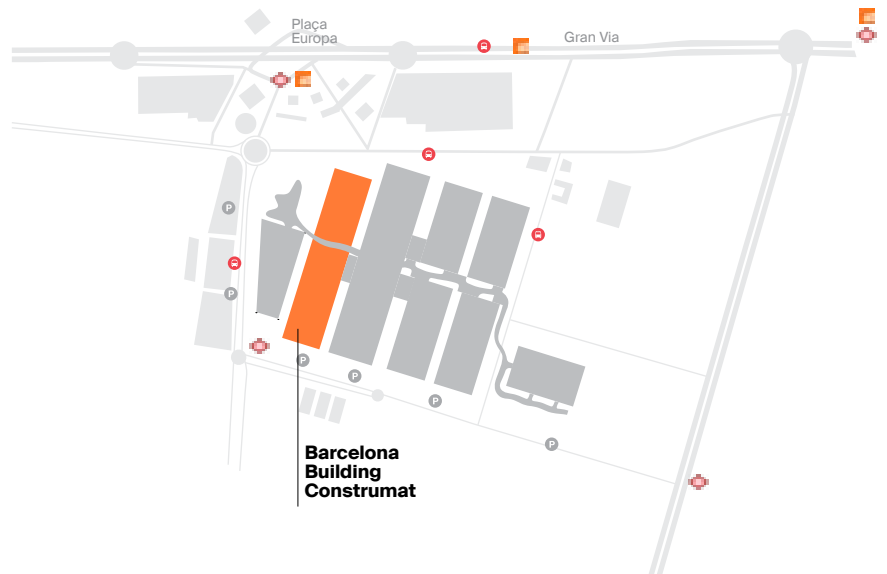 Plaça
Europa
Gran Via
P
P
P
P
P
P
Barcelona
Building
Construmat